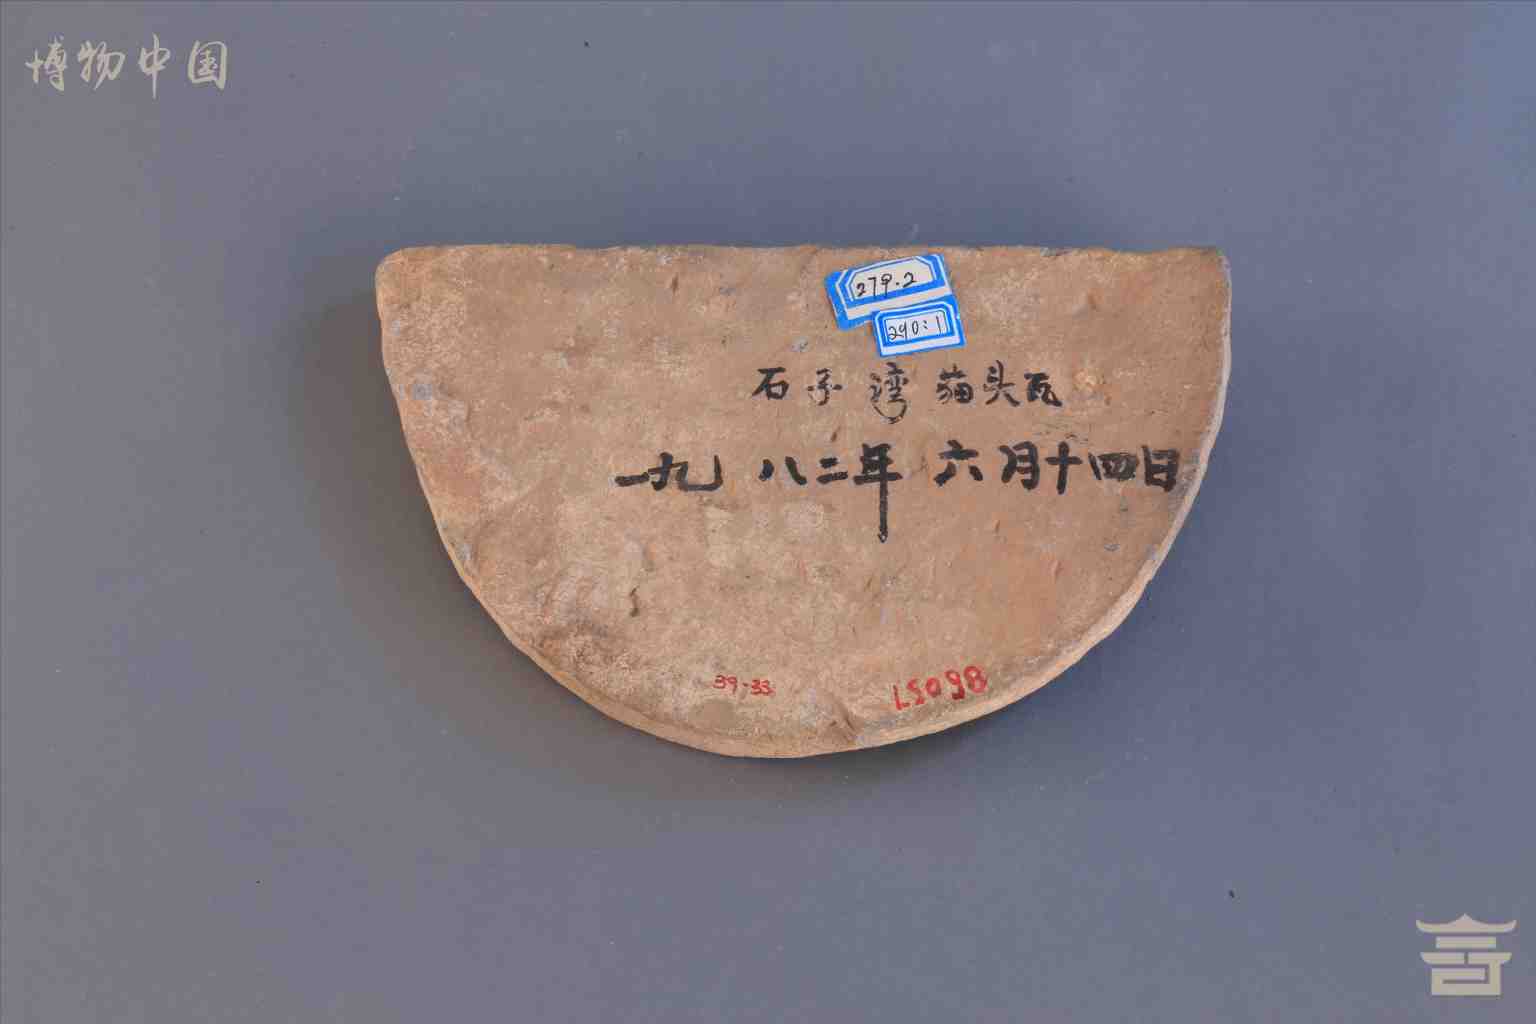 博物中国
279.2
290:1
石子湾猫头瓦
一九八二年六月十四日
39-33